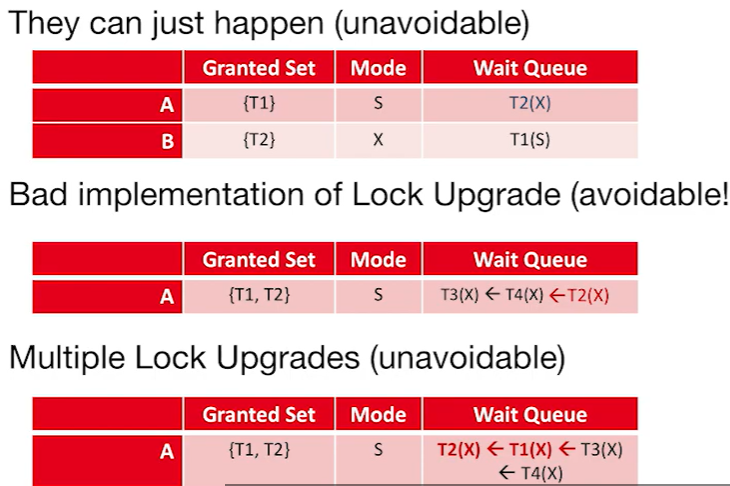 They can just happen (unavoidable)
Granted Set Mode Wait Queue
A {T1} S T2(X)
B {T2} X T1(S)
Bad implementation of Lock Upgrade (avoidable!
Granted Set Mode Wait Queue
A {T1, T2} S T3(X) ← T4(X) ←T2(X)
Multiple Lock Upgrades (unavoidable)
Granted Set Mode Wait Queue
A {T1, T2} S T2(X) ← T1(X) ← T3(X)
← T4(X)